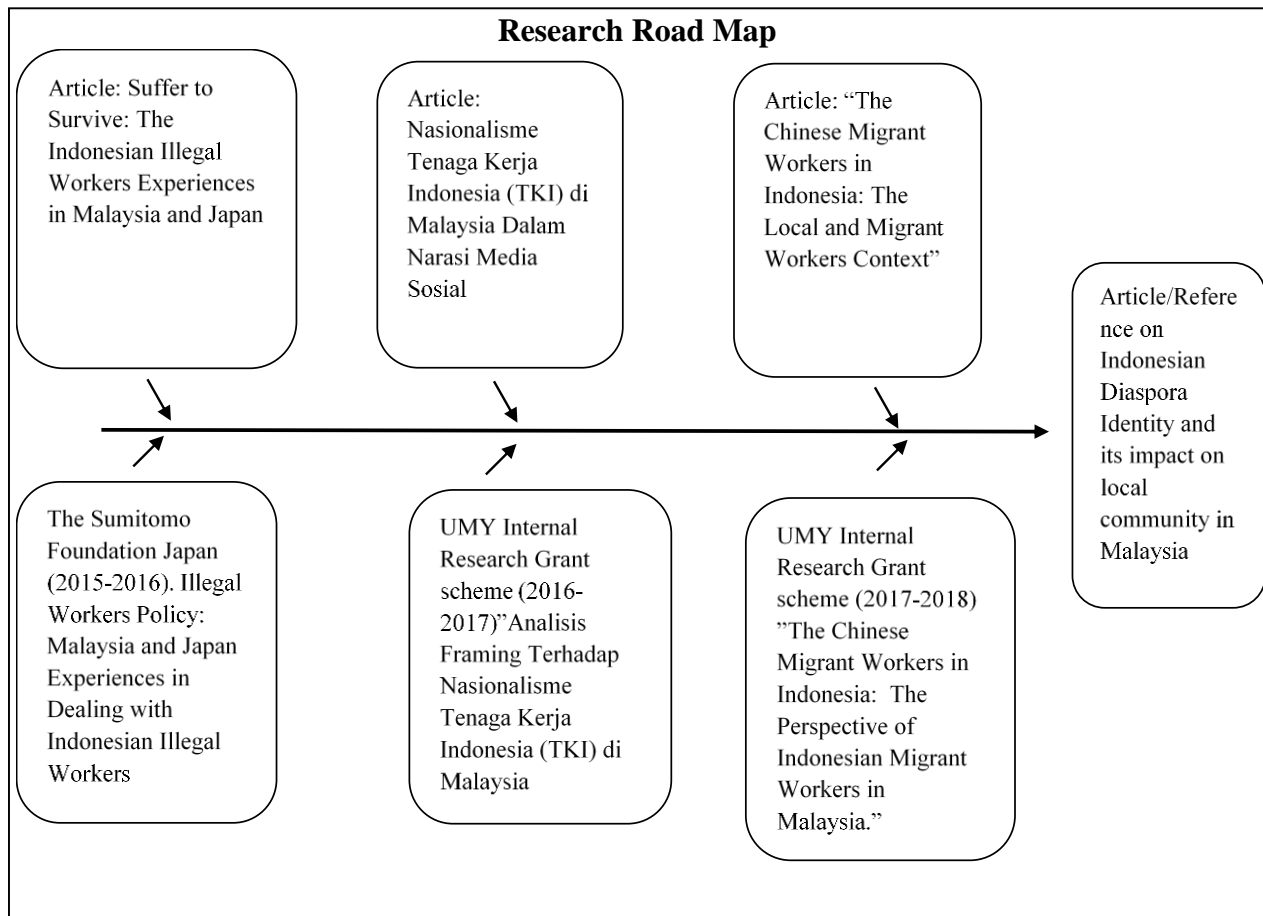 Research Road Map
Article: Suffer to
Survive: The
Indonesian Illegal
Workers Experiences
in Malaysia and Japan
Article:
Nasionalisme
Tenaga Kerja
Indonesia (TKI) di
Malaysia Dalam
Narasi Media
Sosial
Article: “The
Chinese Migrant
Workers in
Indonesia: The
Local and Migrant
Workers Context”
Article/Refere
nce on
Indonesian
Diaspora
Identity and
its impact on
local
community in
Malaysia
The Sumitomo
Foundation Japan
(2015-2016). Illegal
Workers Policy:
Malaysia and Japan
Experiences in
Dealing with
Indonesian Illegal
Workers
UMY Internal
Research Grant
scheme (2016-
2017)”Analisis
Framing Terhadap
Nasionalisme
Tenaga Kerja
Indonesia (TKI) di
Malaysia
UMY Internal
Research Grant
scheme (2017-2018)
”The Chinese
Migrant Workers in
Indonesia: The
Perspective of
Indonesian Migrant
Workers in
Malaysia.”